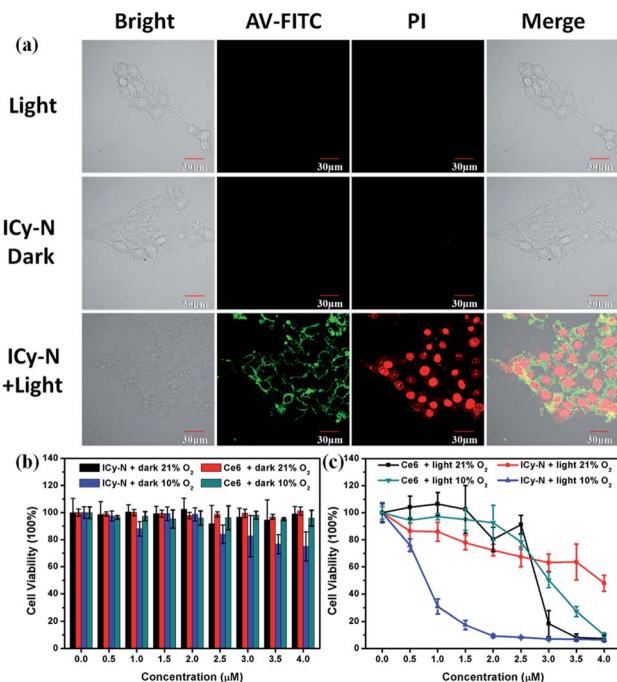 Bright AV-FITC PI Merge
(a)
Light
30µm 30µm 30µm 30µm
ICy-N
Dark
30µm 30µm 30µm 30µm
ICy-N
+Light
30µm 30µm 30µm 30µm
(b)
ICy-N + dark 21% O2 Ce6 + dark 21% O2
ICy-N + dark 10% O2 Ce6 + dark 10% O2
Cell Viability (100%)
140
120
100
80
60
40
20
0
0.0 0.5 1.0 1.5 2.0 2.5 3.0 3.5 4.0
Concentration (µM)
(c)
Ce6 + light 21% O2 ICy-N + light 21% O2
Ce6 + light 10% O2 ICy-N + light 10% O2
Cell Viability (100%)
140
120
100
80
60
40
20
0
0.0 0.5 1.0 1.5 2.0 2.5 3.0 3.5 4.0
Concentration (µM)